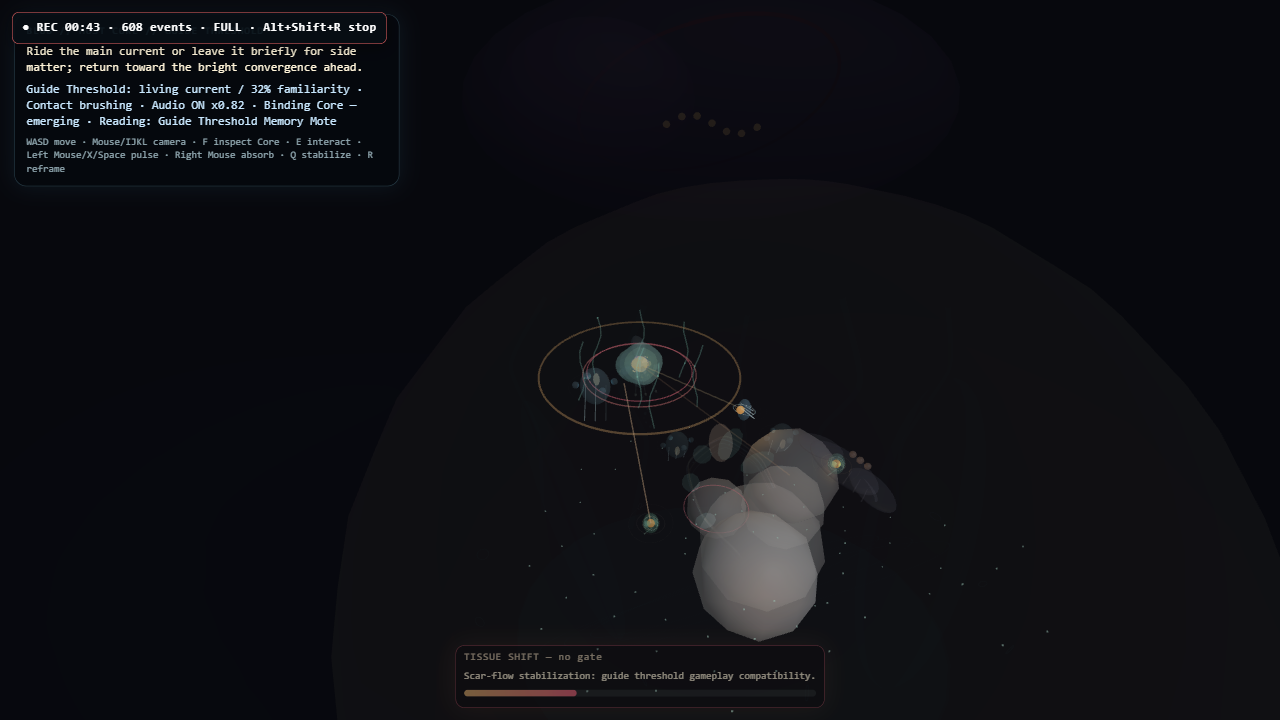 ● REC 00:43 · 608 events · FULL · Alt+Shift+R stop
Ride the main current or leave it briefly for side
matter; return toward the bright convergence ahead.
Guide Threshold: living current / 32% familiarity ·
Contact brushing · Audio ON x0.82 · Binding Core —
emerging · Reading: Guide Threshold Memory Mote
WASD move · Mouse/IJKL camera · F inspect Core · E interact ·
Left Mouse/X/Space pulse · Right Mouse absorb · Q stabilize · R
reframe
TISSUE SHIFT — no gate
Scar-flow stabilization: guide threshold gameplay compatibility.